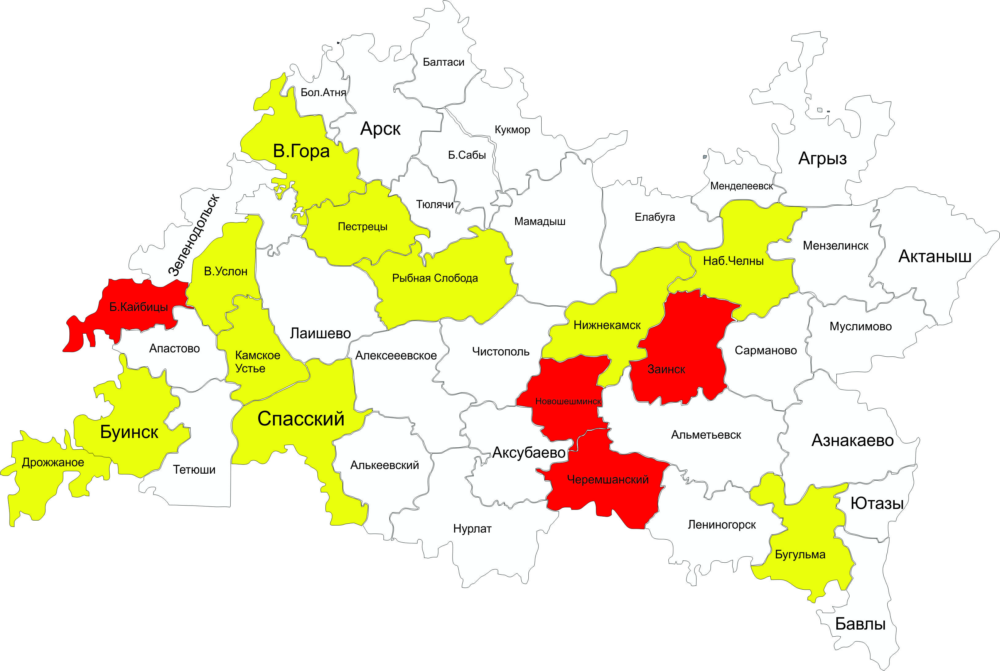 Балтаси
Бол.Атня
Арск
Кукмор
В.Гора
Б.Сабы
Агрыз
Менделеевск
Зеленодольск
Тюлячи
Елабуга
Мамадыш
Пестрецы
Мензелинск
Актаныш
Наб.Челны
В.Услон
Рыбная Слобода
Б.Кайбицы
Нижнекамск
Муслимово
Лаишево
Апастово
Камское
Устье
Алексееевское
Чистополь
Сарманово
Заинск
Новошешминск
Спасский
Буинск
Альметьевск
Азнакаево
Аксубаево
Дрожжаное
Тетюши
Алькеевский
Черемшанский
Ютазы
Лениногорск
Нурлат
Бугульма
Бавлы